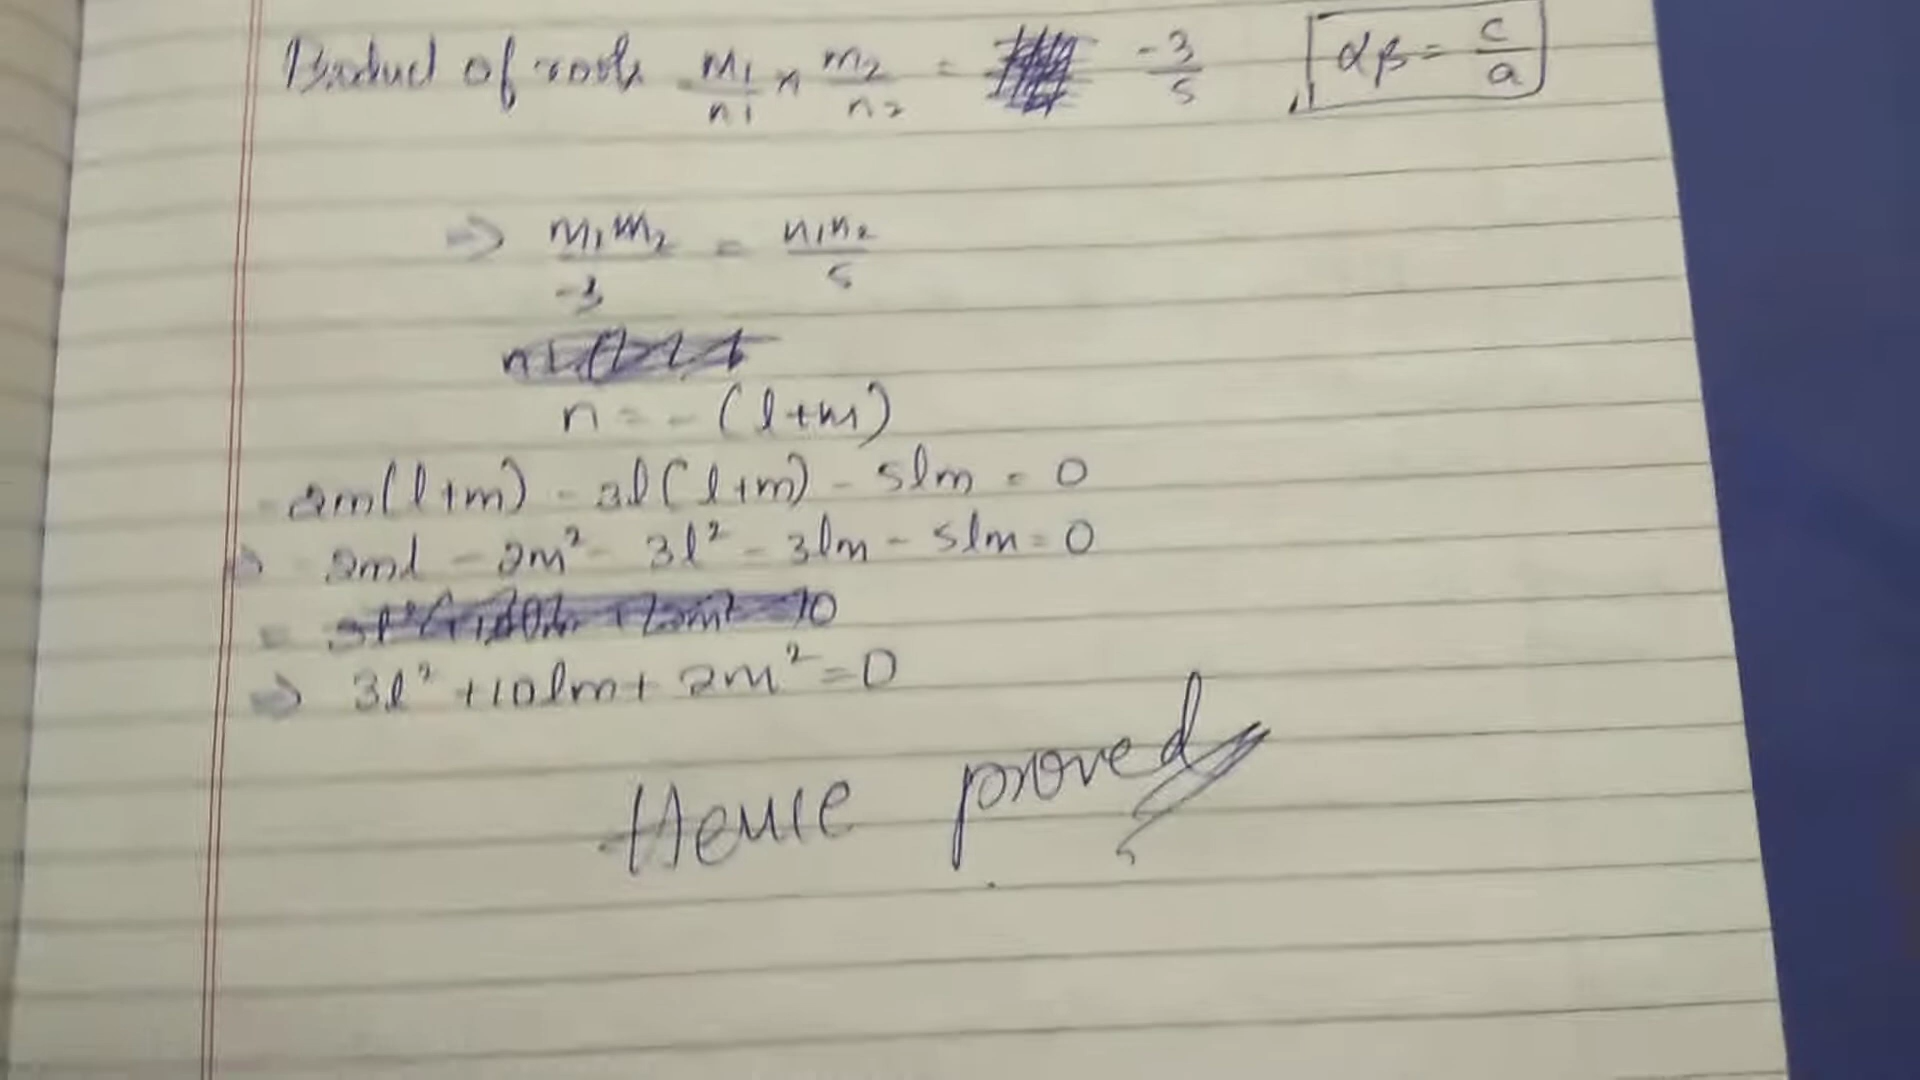 Product of roots m1/n1 × m2/n2 = -3/5 αβ = c/a
⇒ m1m2/-3 = n1n2/5
n = -(l+m)
- 2m(l+m) - 3l(l+m) - 5lm = 0
⇒ - 2ml - 2m² - 3l² - 3lm - 5lm = 0
⇒ 3l² + 10lm + 2m² = 0
Hence proved